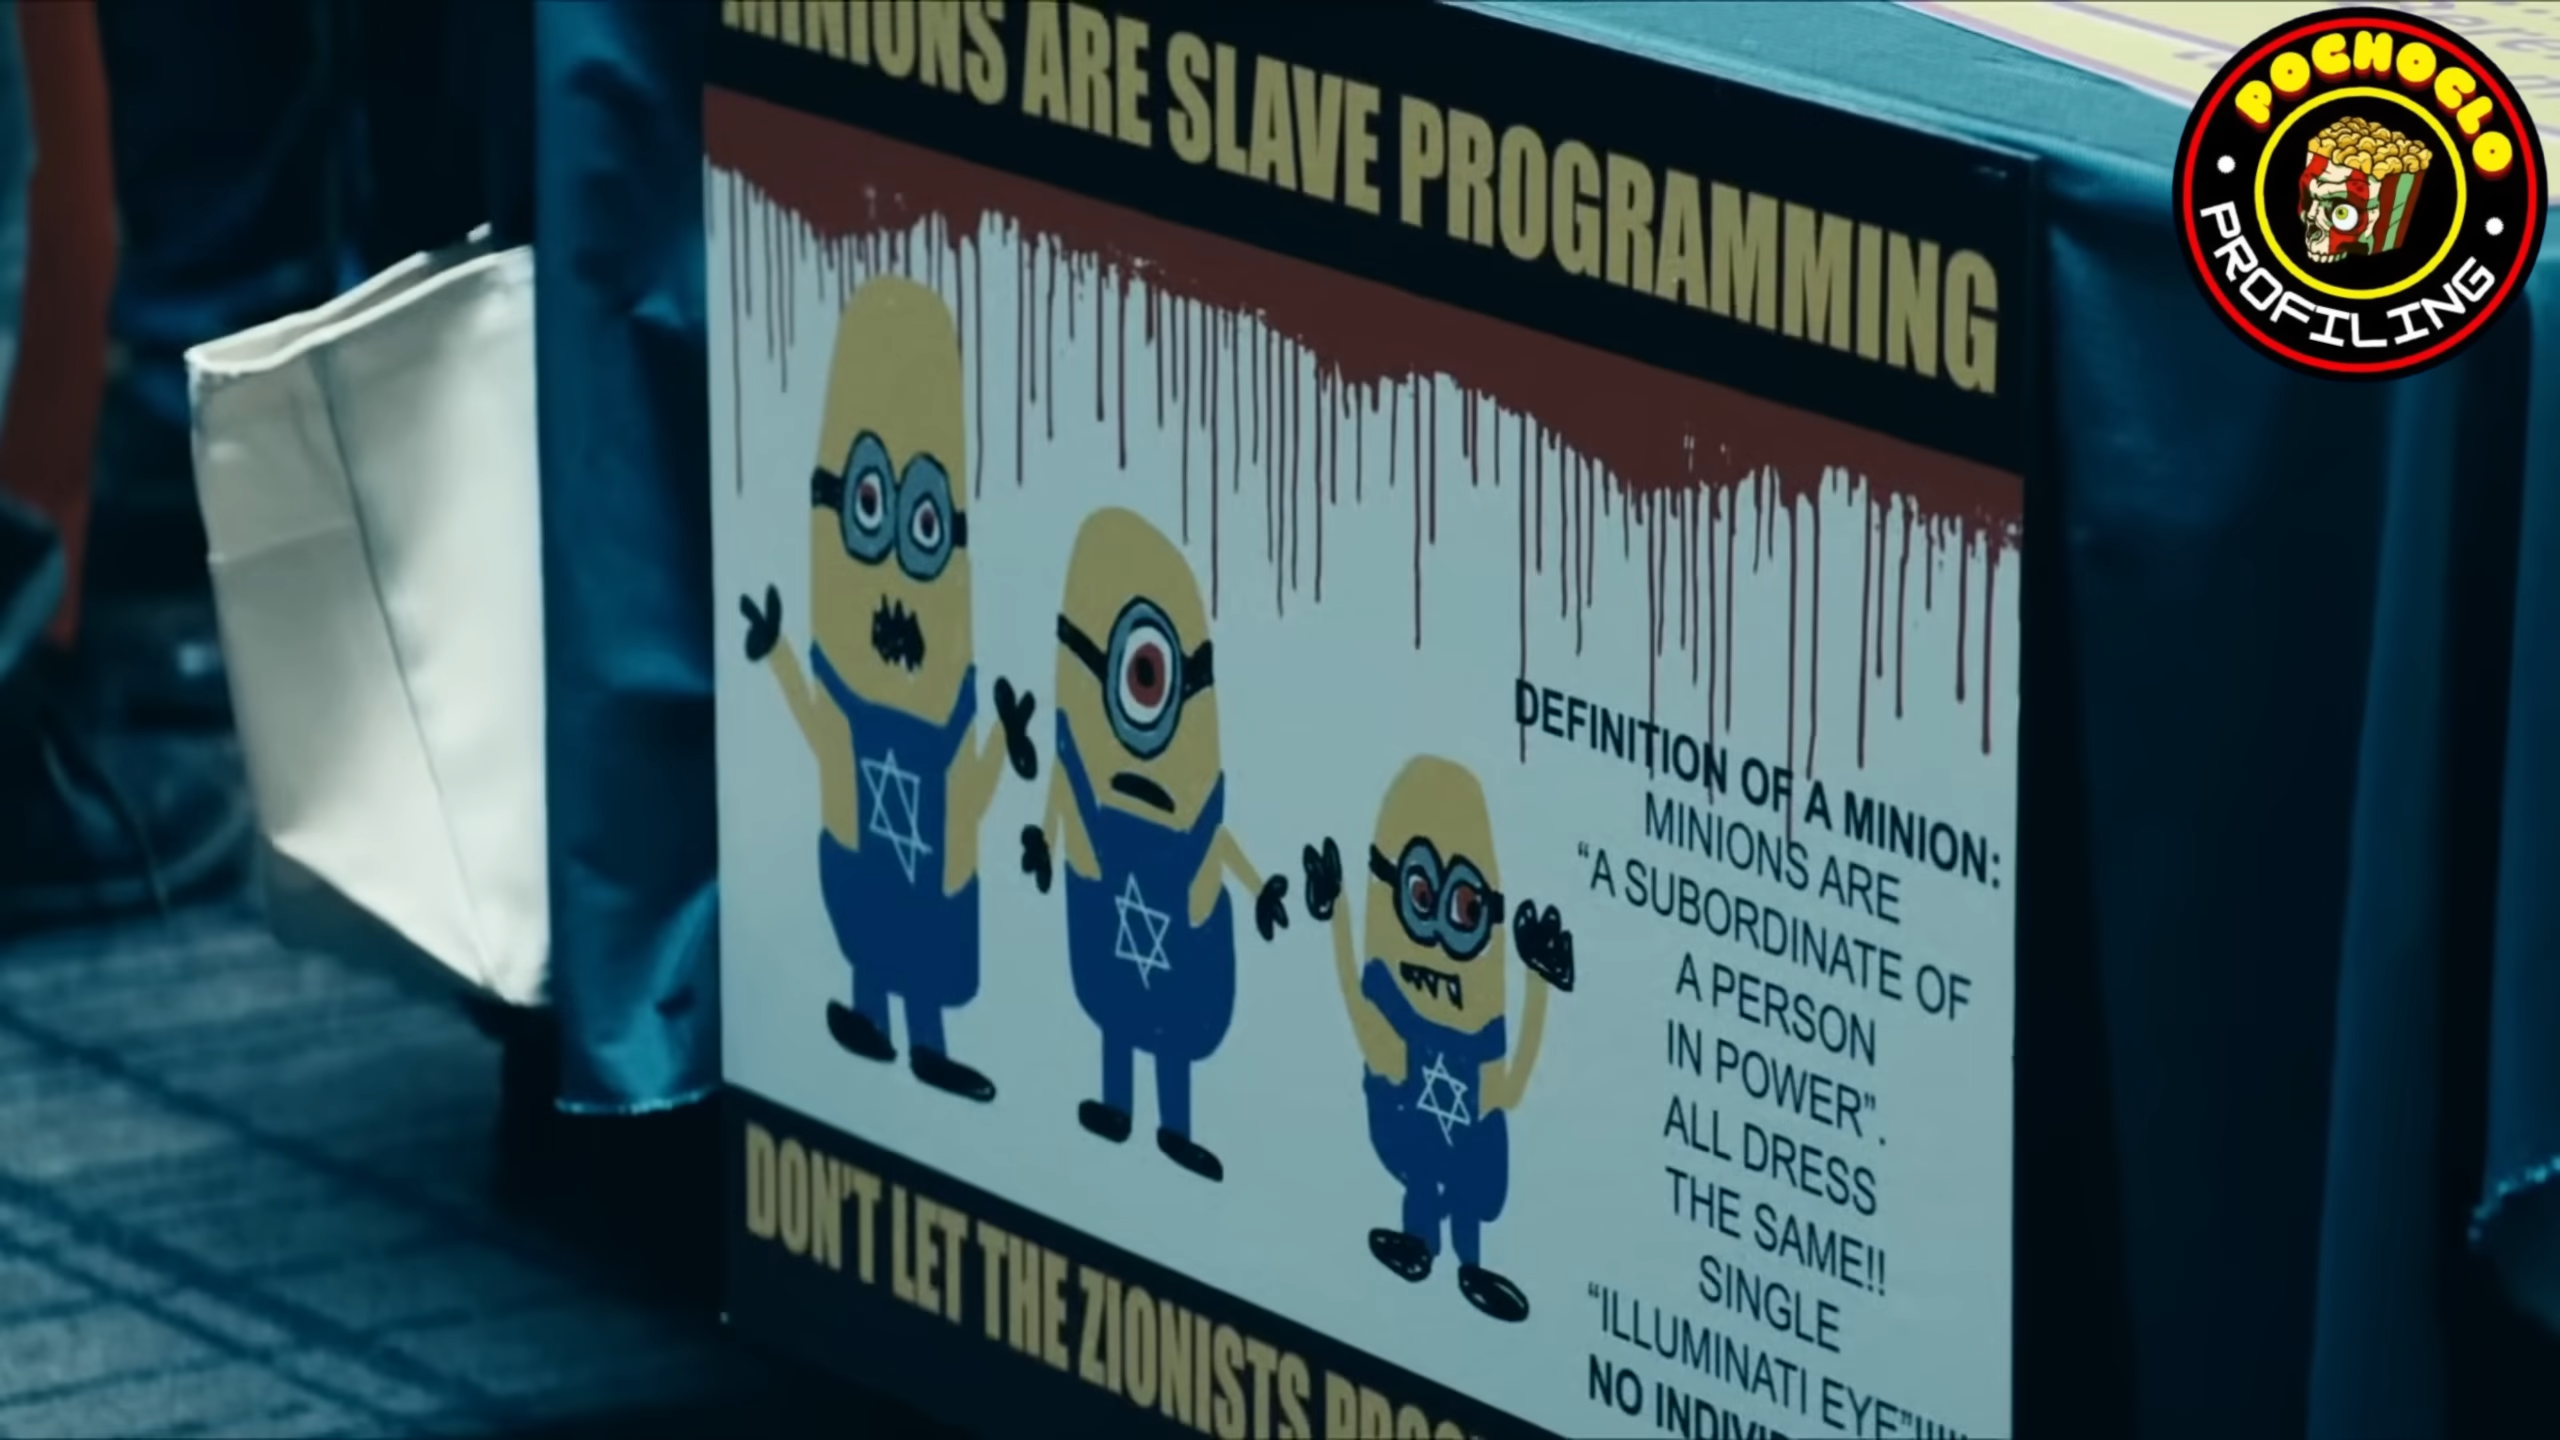 MINIONS ARE SLAVE PROGRAMMING
POCHOCLO
PROFILING
DEFINITION OF A MINION:
MINIONS ARE
“A SUBORDINATE OF
A PERSON
IN POWER”.
ALL DRESS
THE SAME!!
SINGLE
“ILLUMINATI EYE”!!!!!
NO
DON'T LET THE ZIONISTS